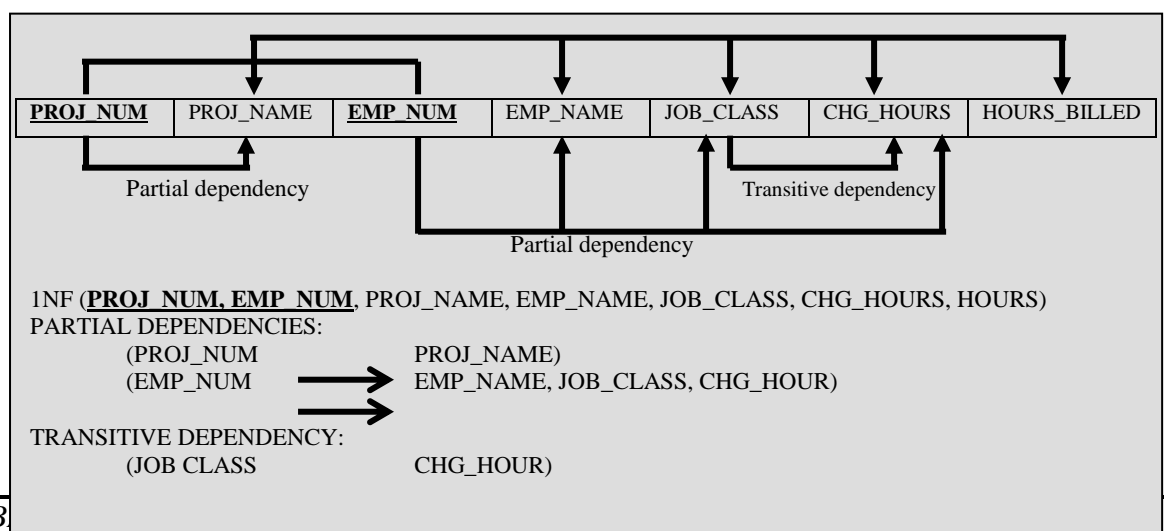 PROJ_NUM PROJ_NAME EMP_NUM EMP_NAME JOB_CLASS CHG_HOURS HOURS_BILLED
Partial dependency Transitive dependency
Partial dependency
1NF (PROJ_NUM, EMP_NUM, PROJ_NAME, EMP_NAME, JOB_CLASS, CHG_HOURS, HOURS)
PARTIAL DEPENDENCIES:
(PROJ_NUM PROJ_NAME)
(EMP_NUM EMP_NAME, JOB_CLASS, CHG_HOUR)
TRANSITIVE DEPENDENCY:
(JOB CLASS CHG_HOUR)